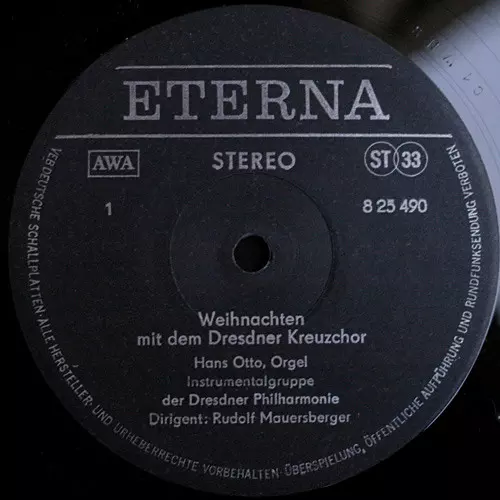 ETERNA
AWA
STEREO
ST 33
1
8 25 490
Weihnachten
mit dem Dresdner Kreuzchor
Hans Otto, Orgel
Instrumentalgruppe
der Dresdner Philharmonie
Dirigent: Rudolf Mauersberger
VEB DEUTSCHE SCHALLPLATTEN · ALLE HERSTELLER- UND URHEBERRECHTE VORBEHALTEN · ÜBERSPIELUNG, ÖFFENTLICHE AUFFÜHRUNG UND RUNDFUNKSENDUNG VERBOTEN